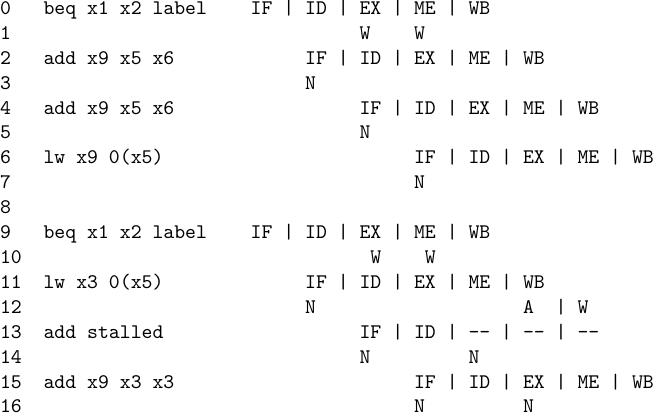 0 beq x1 x2 label IF | ID | EX | ME | WB
1 W W
2 add x9 x5 x6 IF | ID | EX | ME | WB
3 N
4 add x9 x5 x6 IF | ID | EX | ME | WB
5 N
6 lw x9 0(x5) IF | ID | EX | ME | WB
7 N
8
9 beq x1 x2 label IF | ID | EX | ME | WB
10 W W
11 lw x3 0(x5) IF | ID | EX | ME | WB
12 N A | W
13 add stalled IF | ID | -- | -- | --
14 N N
15 add x9 x3 x3 IF | ID | EX | ME | WB
16 N N